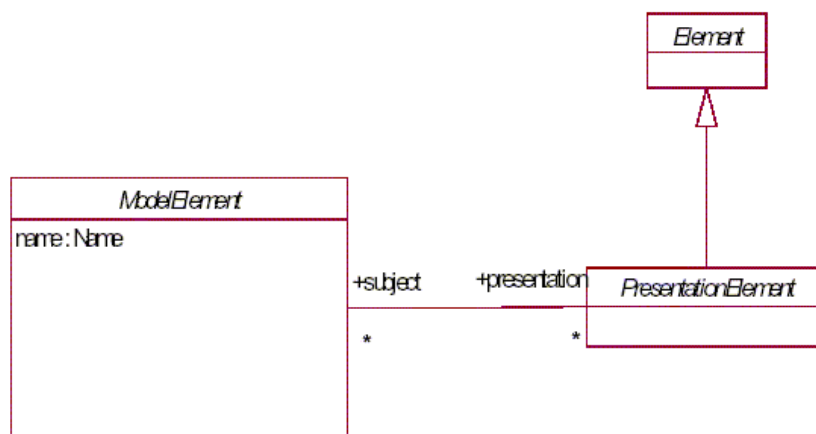 Element
ModelElement
name : Name
+subject
+presentation
PresentationElement
*
*